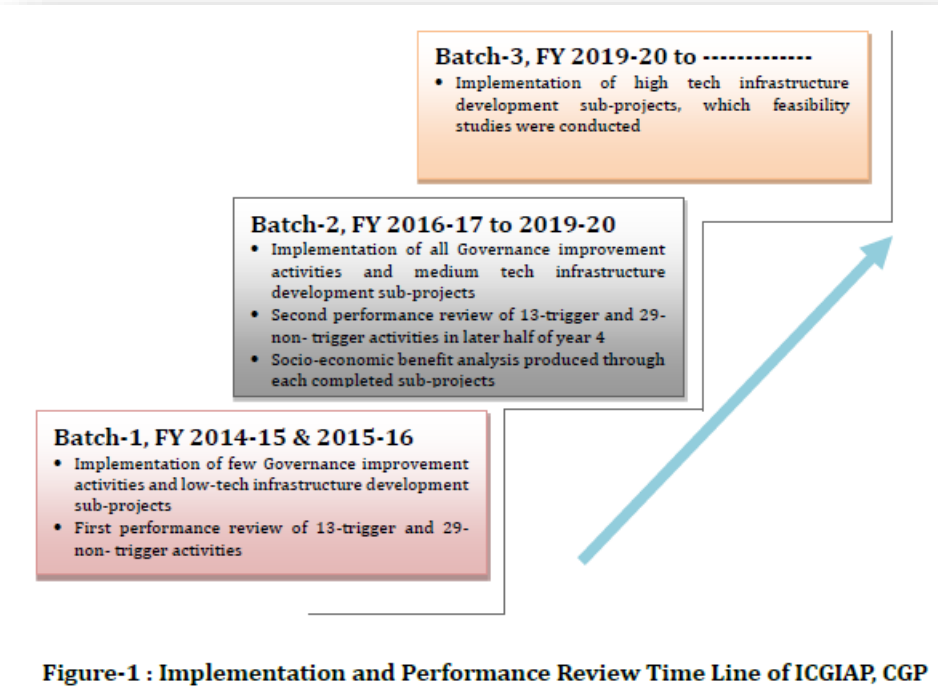 Batch-3, FY 2019-20 to -------------
• Implementation of high tech infrastructure
development sub-projects, which feasibility
studies were conducted
Batch-2, FY 2016-17 to 2019-20
• Implementation of all Governance improvement
activities and medium tech infrastructure
development sub-projects
• Second performance review of 13-trigger and 29-
non- trigger activities in later half of year 4
• Socio-economic benefit analysis produced through
each completed sub-projects
Batch-1, FY 2014-15 & 2015-16
• Implementation of few Governance improvement
activities and low-tech infrastructure development
sub-projects
• First performance review of 13-trigger and 29-
non- trigger activities
Figure-1 : Implementation and Performance Review Time Line of ICGIAP, CGP